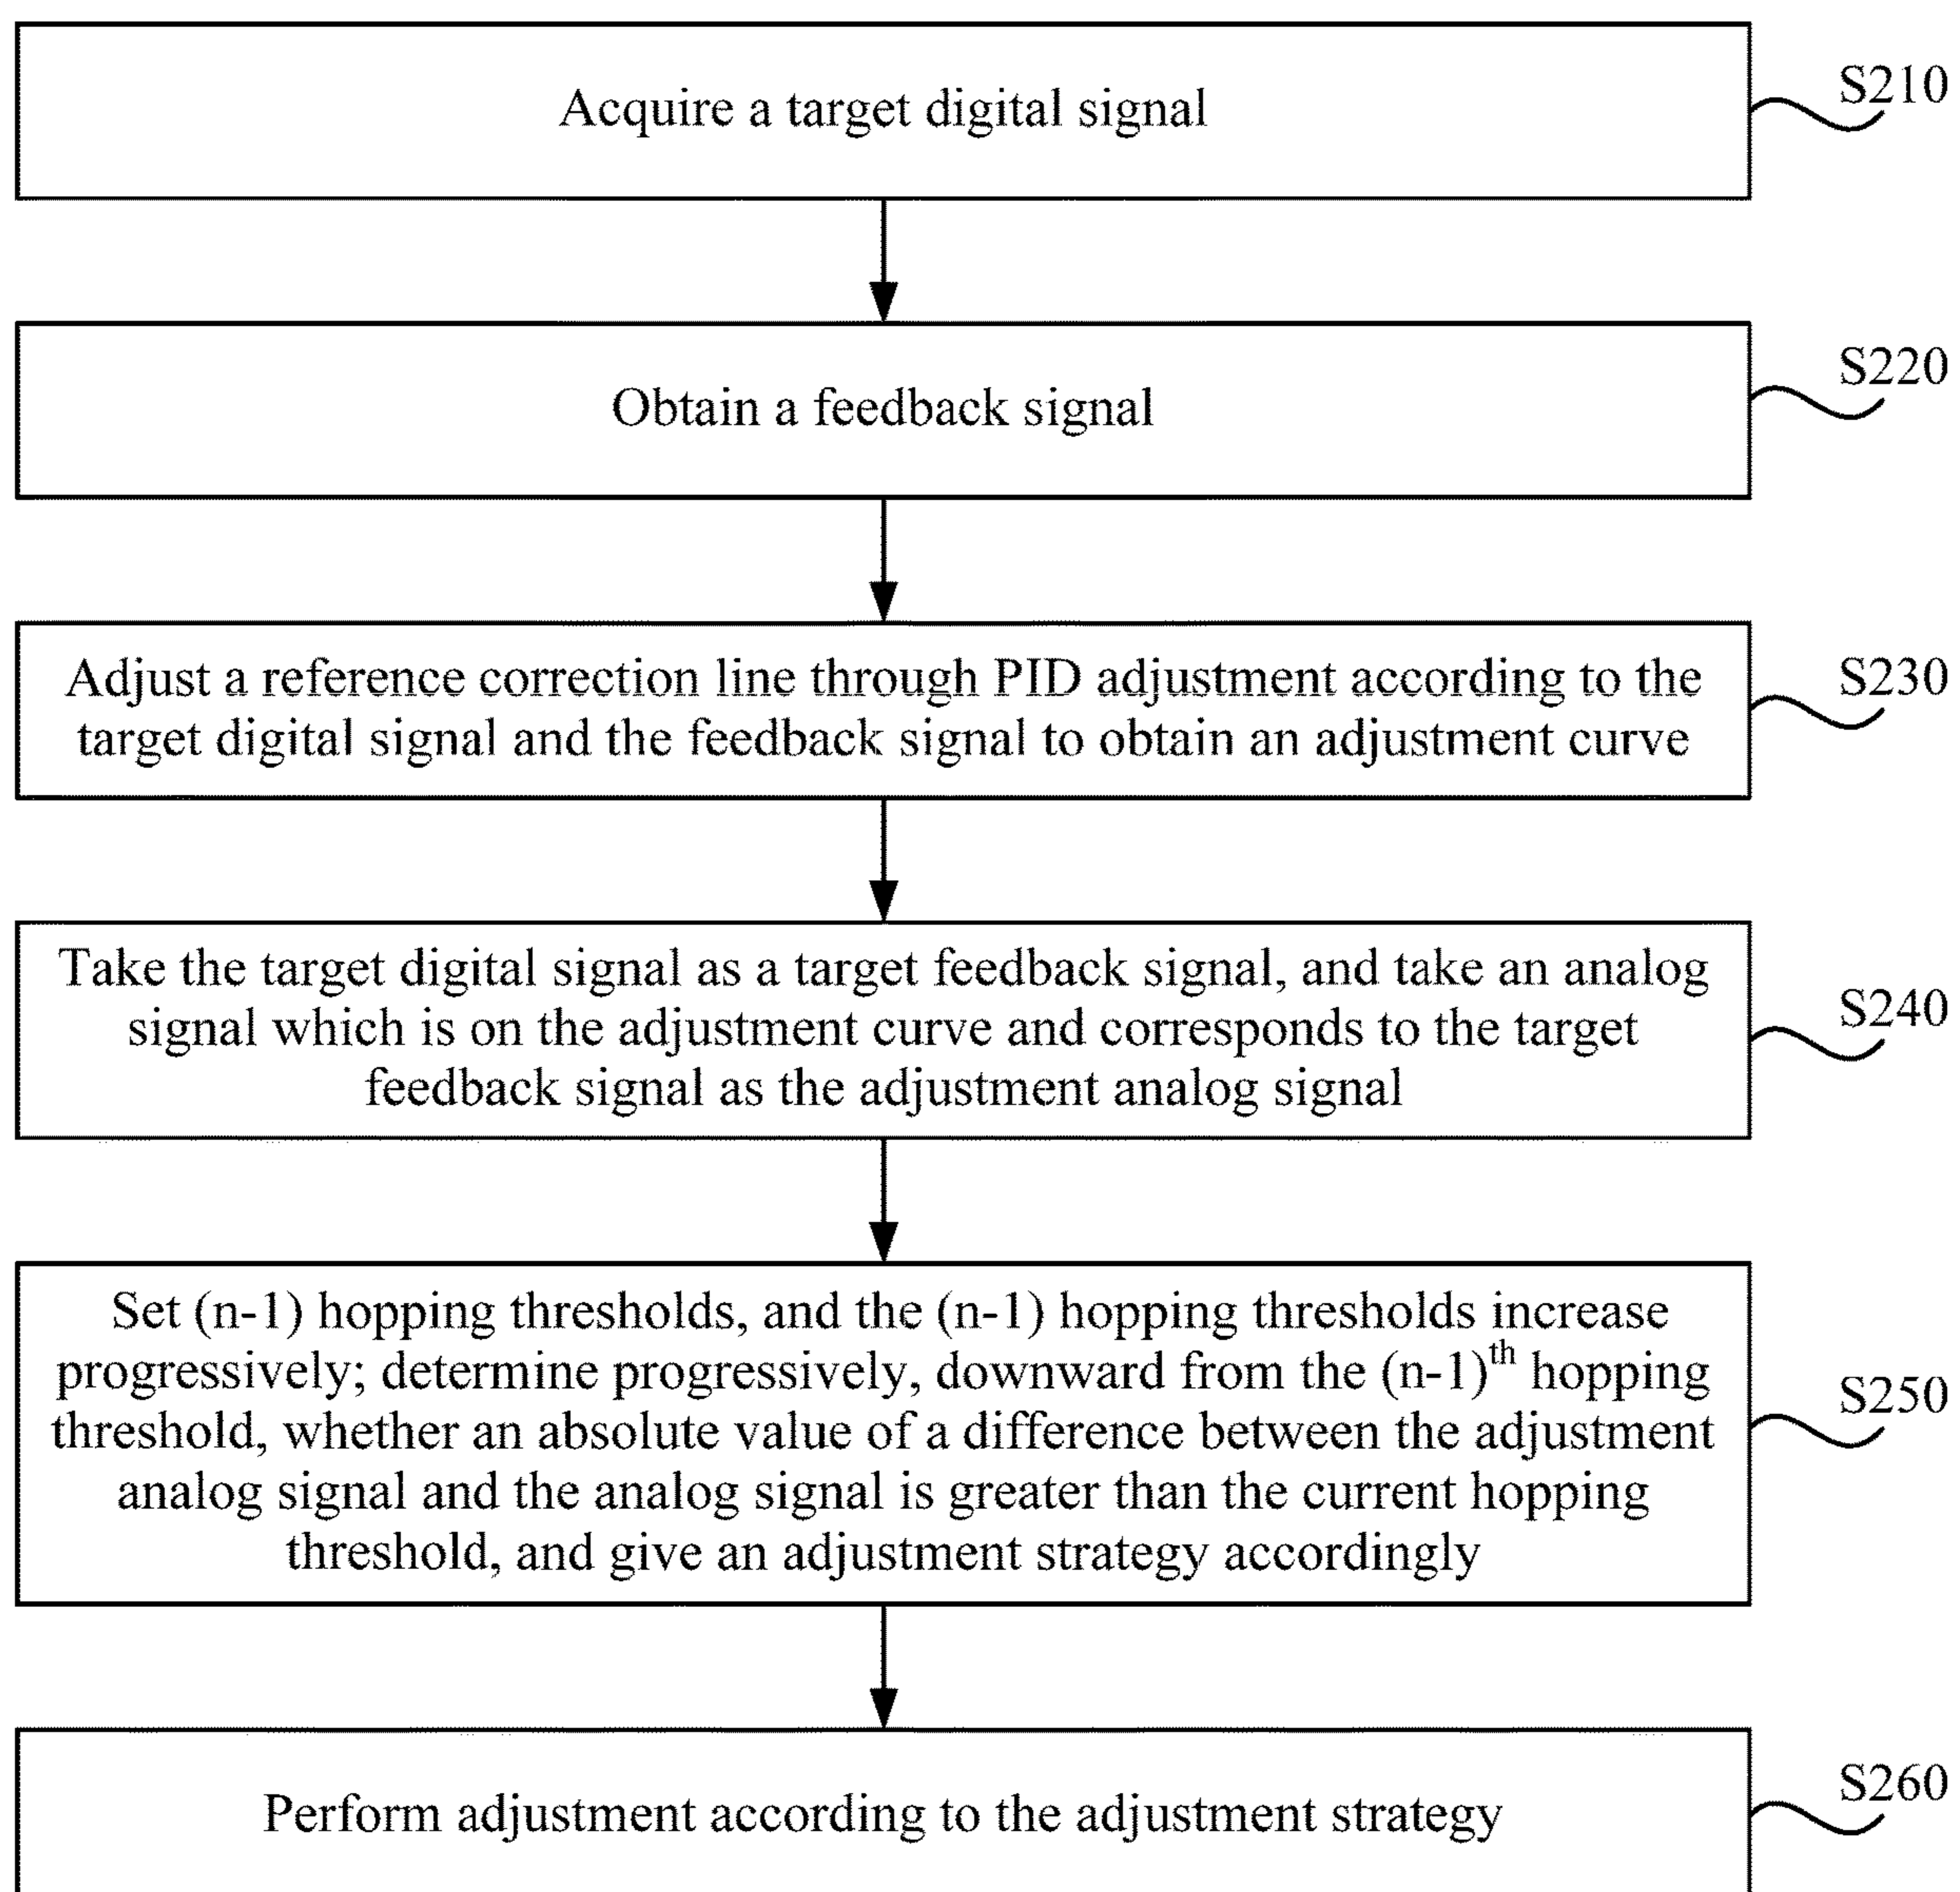 Acquire a target digital signal
S210
Obtain a feedback signal
S220
Adjust a reference correction line through PID adjustment according to the
target digital signal and the feedback signal to obtain an adjustment curve
S230
Take the target digital signal as a target feedback signal, and take an analog
signal which is on the adjustment curve and corresponds to the target
feedback signal as the adjustment analog signal
S240
Set (n-1) hopping thresholds, and the (n-1) hopping thresholds increase
progressively; determine progressively, downward from the (n-1)th hopping
threshold, whether an absolute value of a difference between the adjustment
analog signal and the analog signal is greater than the current hopping
threshold, and give an adjustment strategy accordingly
S250
Perform adjustment according to the adjustment strategy
S260